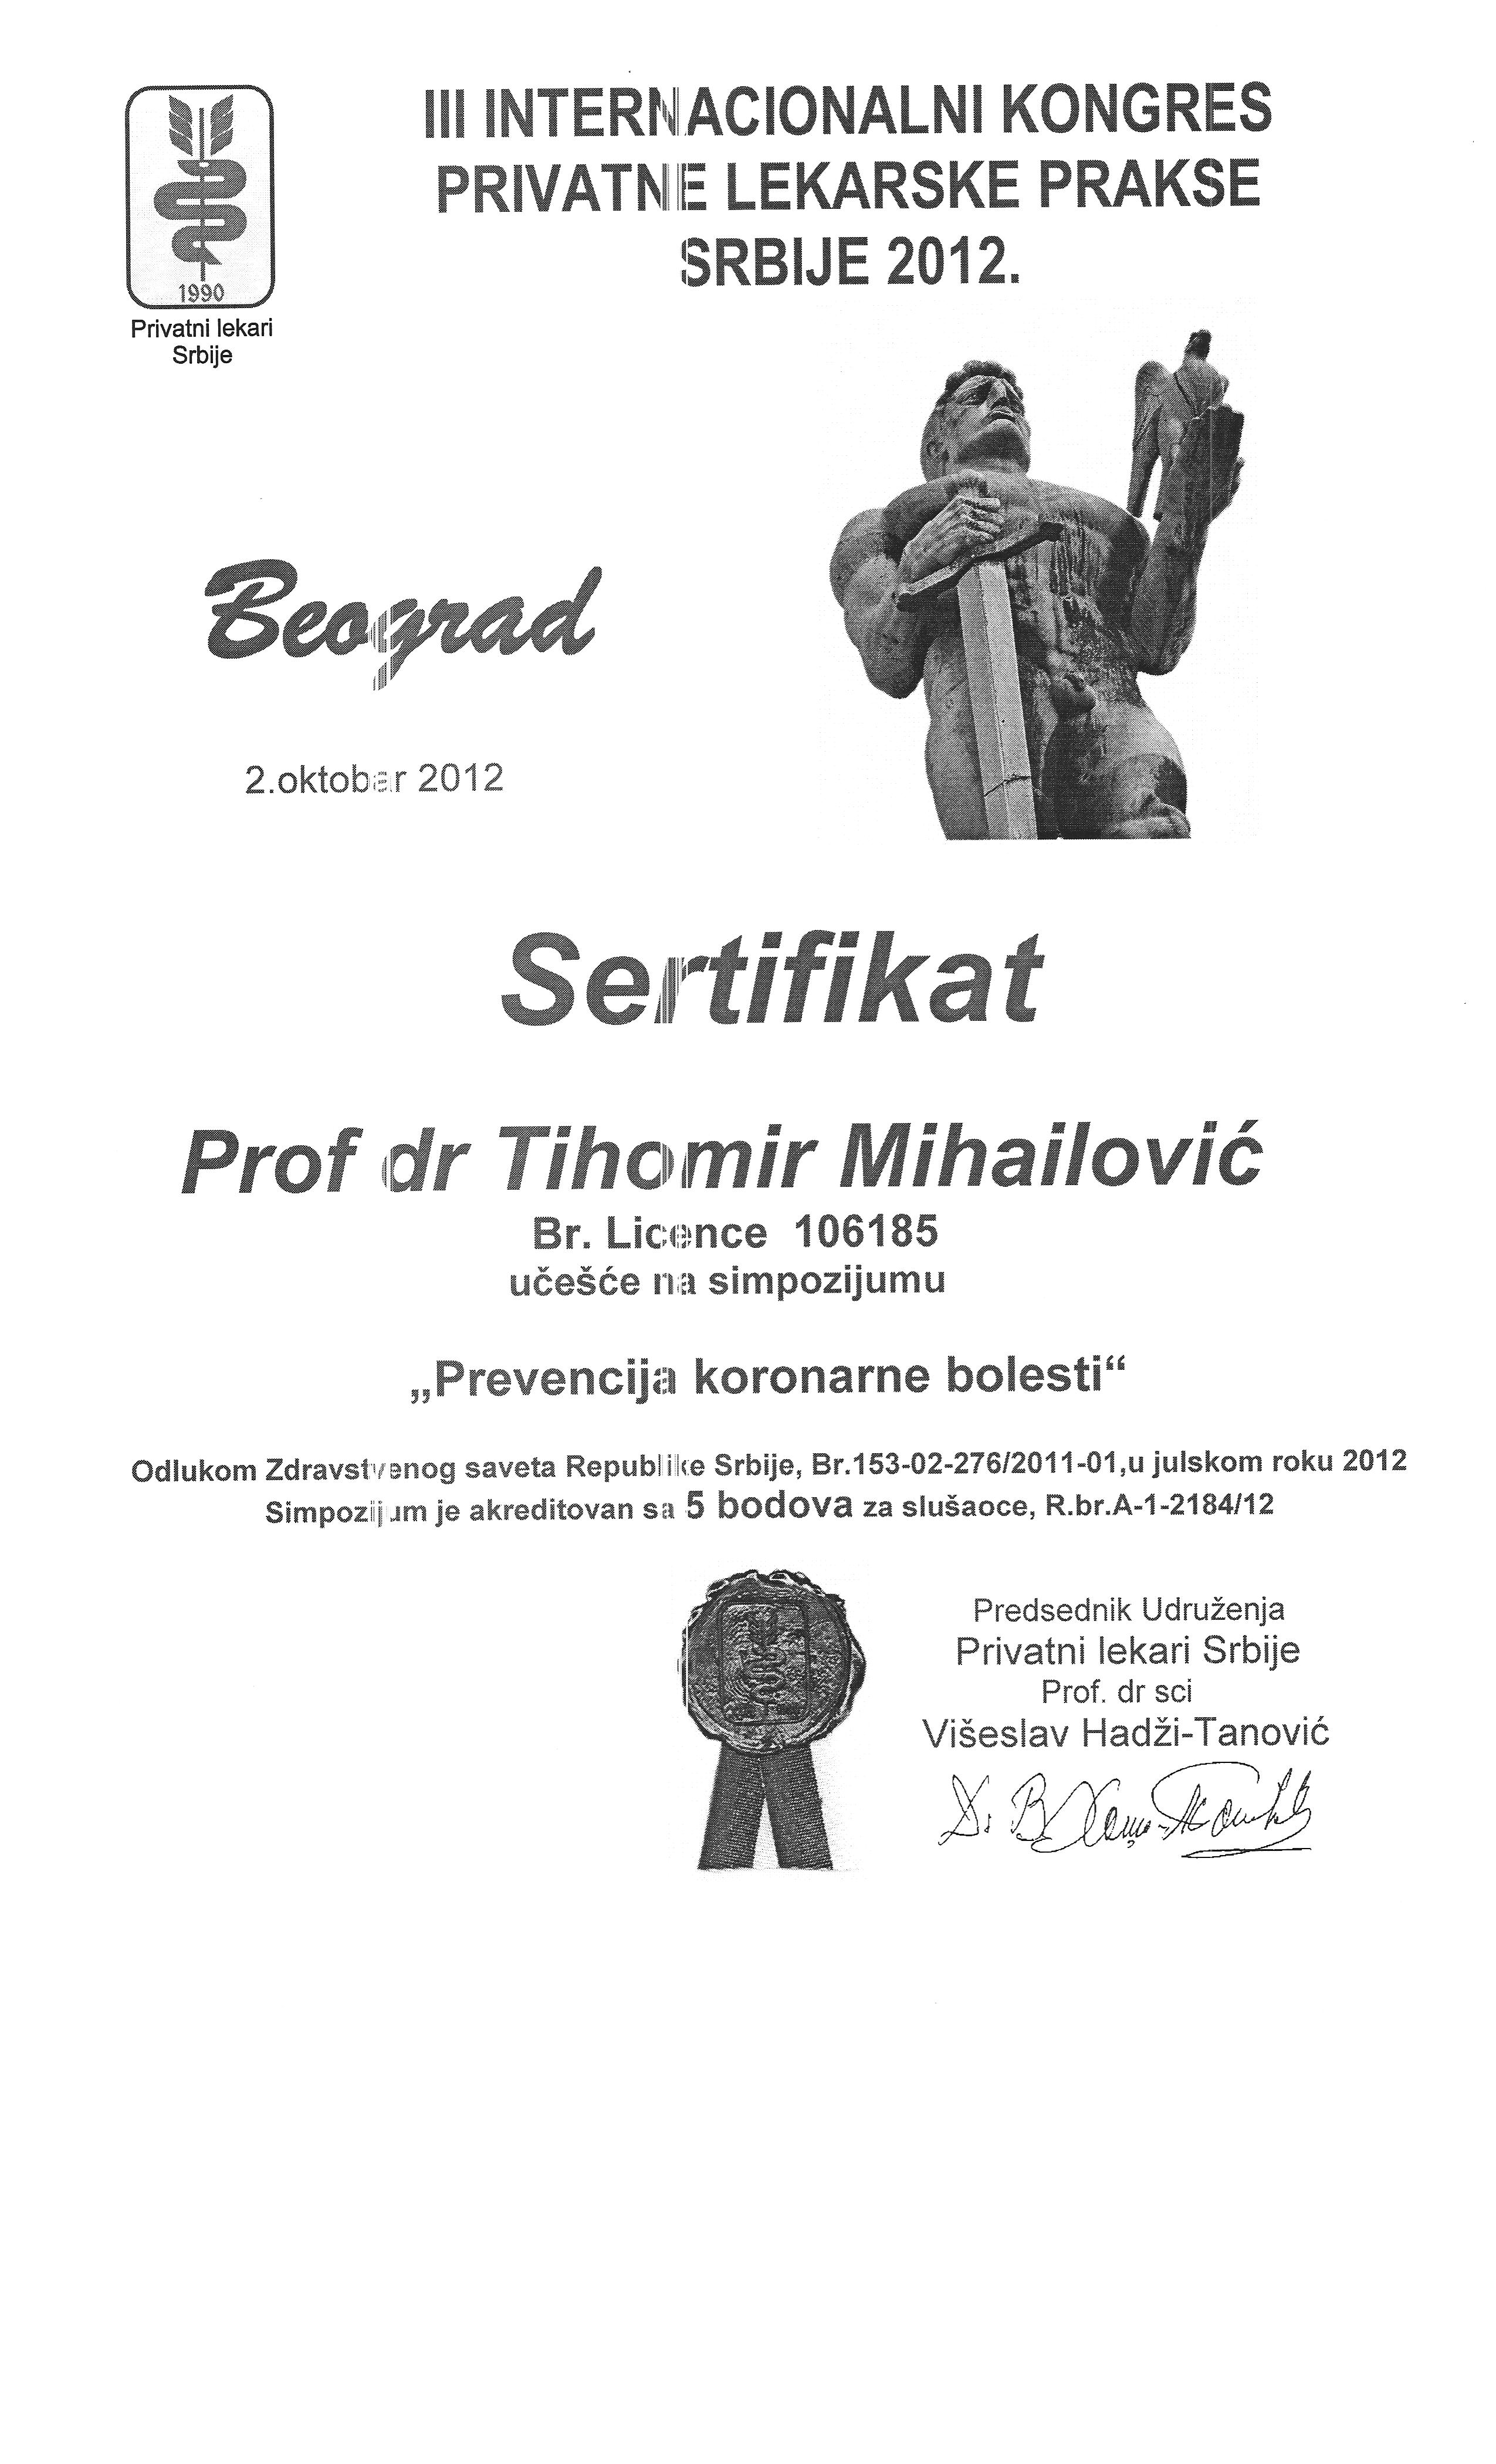 III INTERNACIONALNI KONGRES
PRIVATNE LEKARSKE PRAKSE
SRBIJE 2012.
1990
Privatni lekari
Srbije
Beograd
2.oktobar 2012
Sertifikat
Prof dr Tihomir Mihailović
Br. Licence 106185
učešće na simpozijumu
„Prevencija koronarne bolesti“
Odlukom Zdravstvenog saveta Republike Srbije, Br.153-02-276/2011-01,u julskom roku 2012
Simpozijum je akreditovan sa 5 bodova za slušaoce, R.br.A-1-2184/12
Predsednik Udruženja
Privatni lekari Srbije
Prof. dr sci
Višeslav Hadži-Tanović